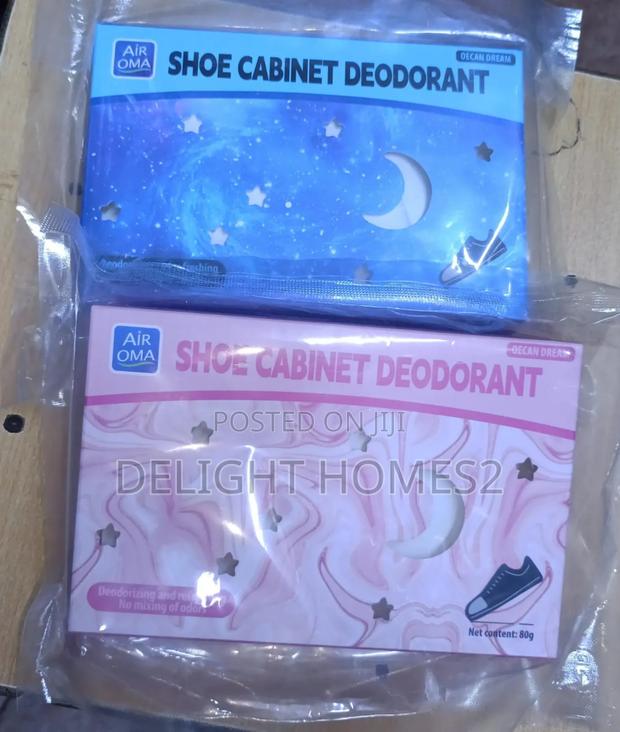 AiR
OMA
SHOE CABINET DEODORANT
OECAN DREAM
AiR
OMA
SHOE CABINET DEODORANT
OECAN DREAM
POSTED ON JIJI
DELIGHT HOMES2
Deodorizing and
No mixing of odors
Net content: 80g